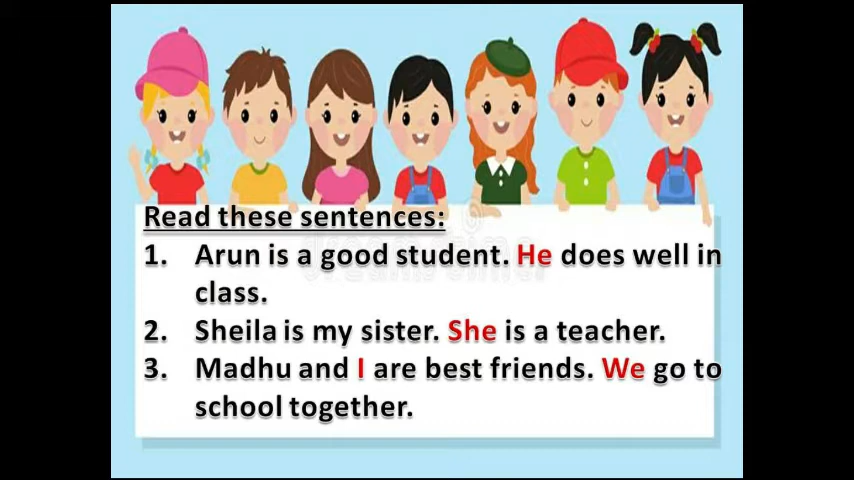 Read these sentences:
1. Arun is a good student. He does well in
class.
2. Sheila is my sister. She is a teacher.
3. Madhu and I are best friends. We go to
school together.